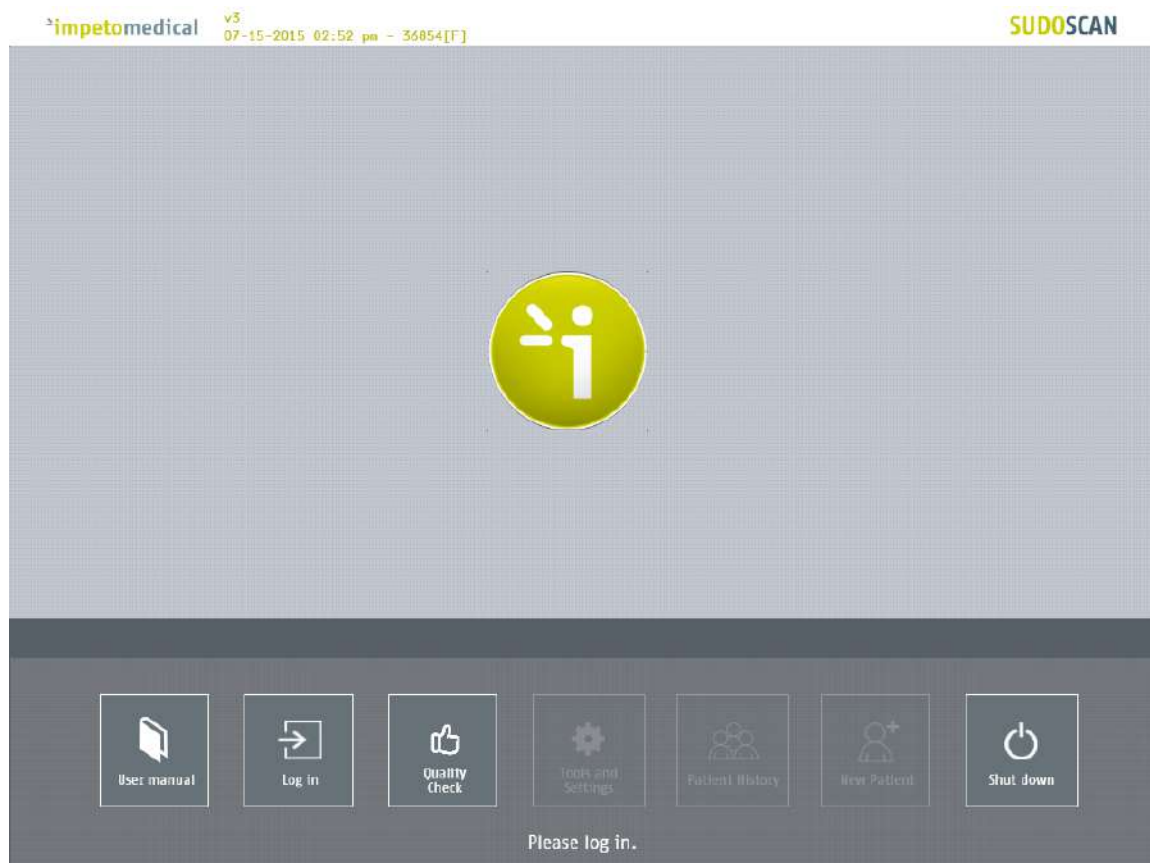 impetomedical
v3
07-15-2015 02:52 pm - 36854[F]
SUDOSCAN
User manual
Log in
Quality
Check
Tools and
Settings
Patient History
New Patient
Shut down
Please log in.